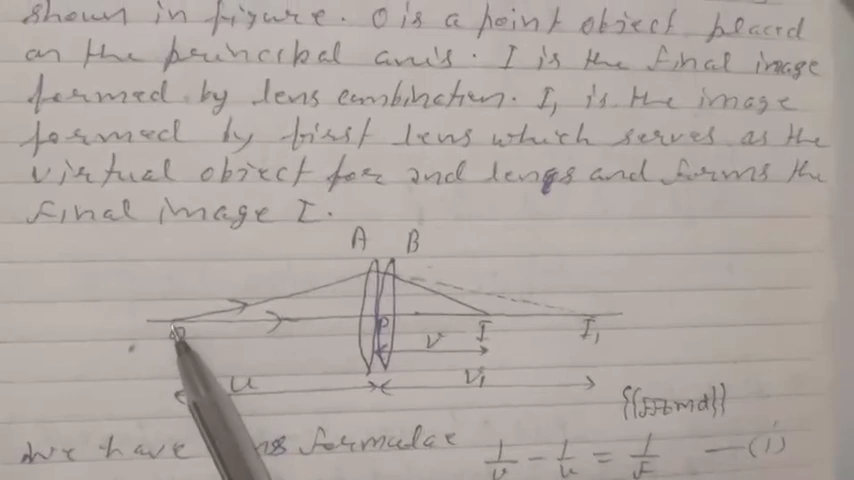 shown in figure. O is a point object placed
on the principal axis. I is the final image
formed by lens combination. I₁ is the image
formed by first lens which serves as the
virtual object for 2nd lens and forms the
final image I.
A B
P
O I I₁
v
u v₁
We have formulae 1/v - 1/u = 1/f —(i)